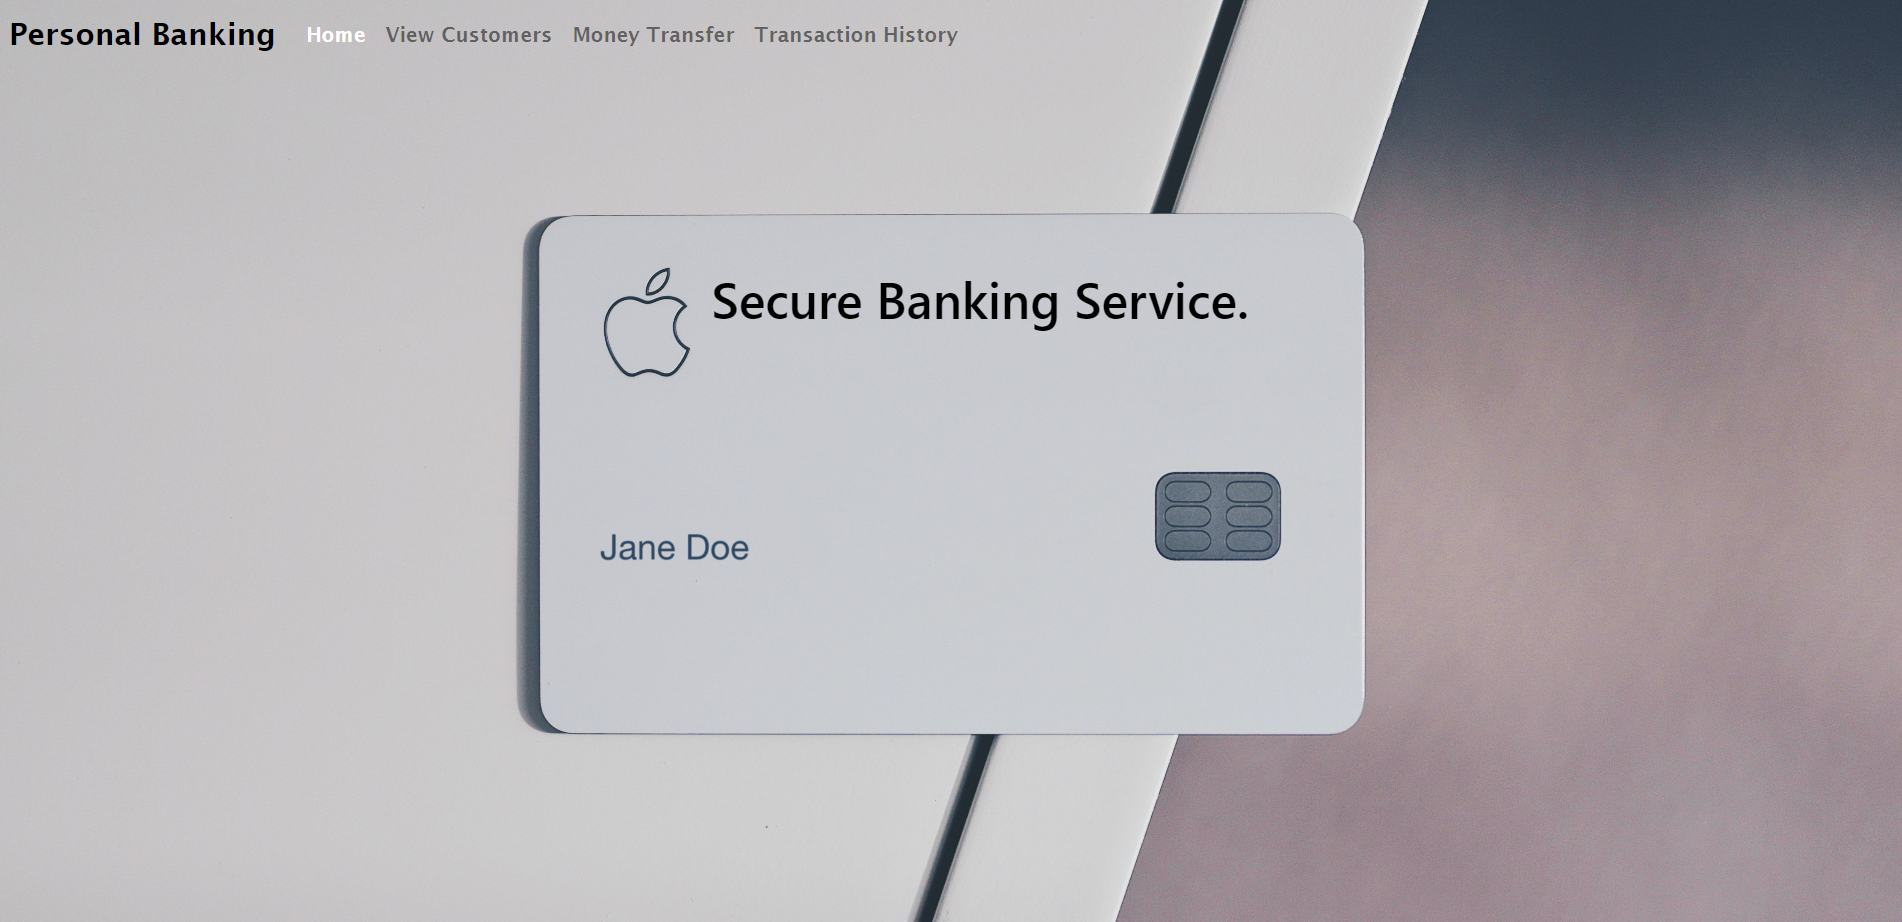 Personal Banking Home View Customers Money Transfer Transaction History
Secure Banking Service.
Jane Doe